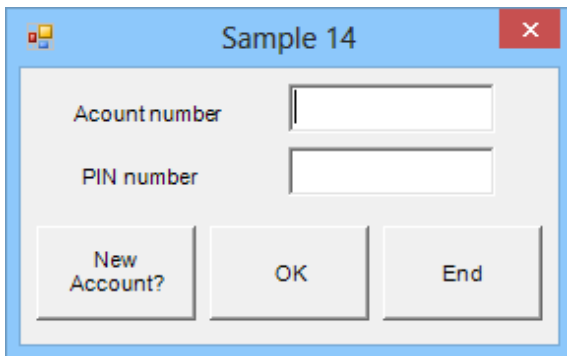 Sample 14
Acount number
PIN number
New
Account?
OK
End